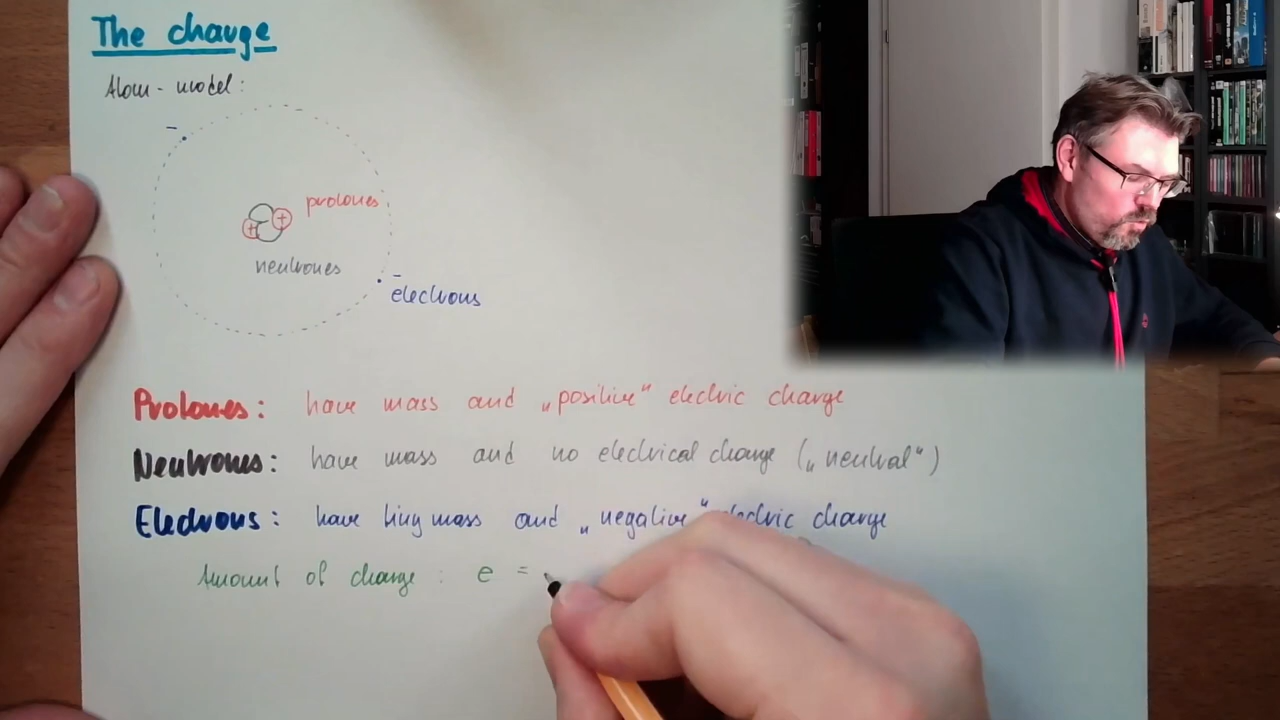 The charge
Atom-model:
-
+ + protones
neutrones
-
electrons
Protones: have mass and „positive“ electric charge
Neutrones: have mass and no electrical charge („neutral“)
Electrons: have tiny mass and „negative“ electric charge
Amount of charge: e =